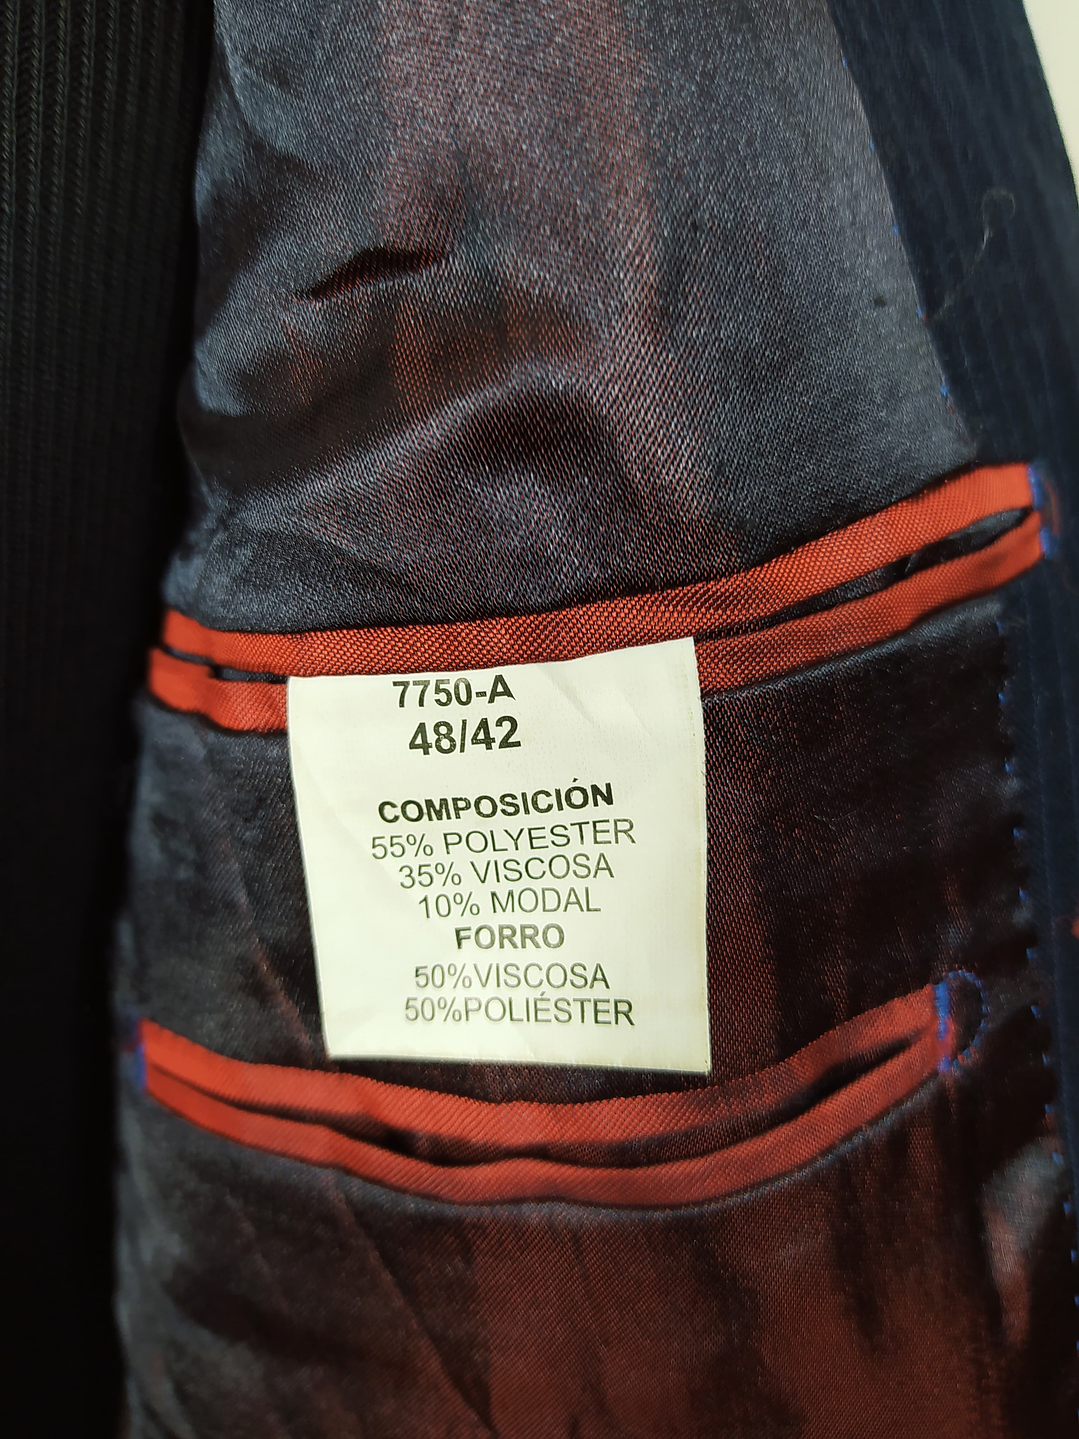 7750-A
48/42
COMPOSICIÓN
55% POLYESTER
35% VISCOSA
10% MODAL
FORRO
50%VISCOSA
50%POLIÉSTER